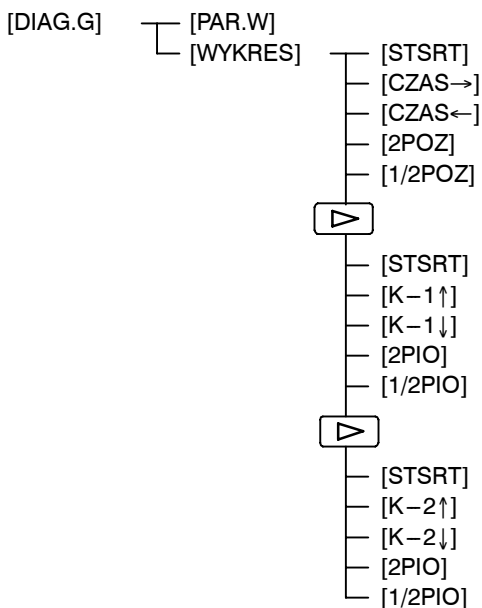 [DIAG.G] [PAR.W]
[WYKRES] [STSRT]
[CZAS→]
[CZAS←]
[2POZ]
[1/2POZ]
[STSRT]
[K−1↑]
[K−1↓]
[2PIO]
[1/2PIO]
[STSRT]
[K−2↑]
[K−2↓]
[2PIO]
[1/2PIO]